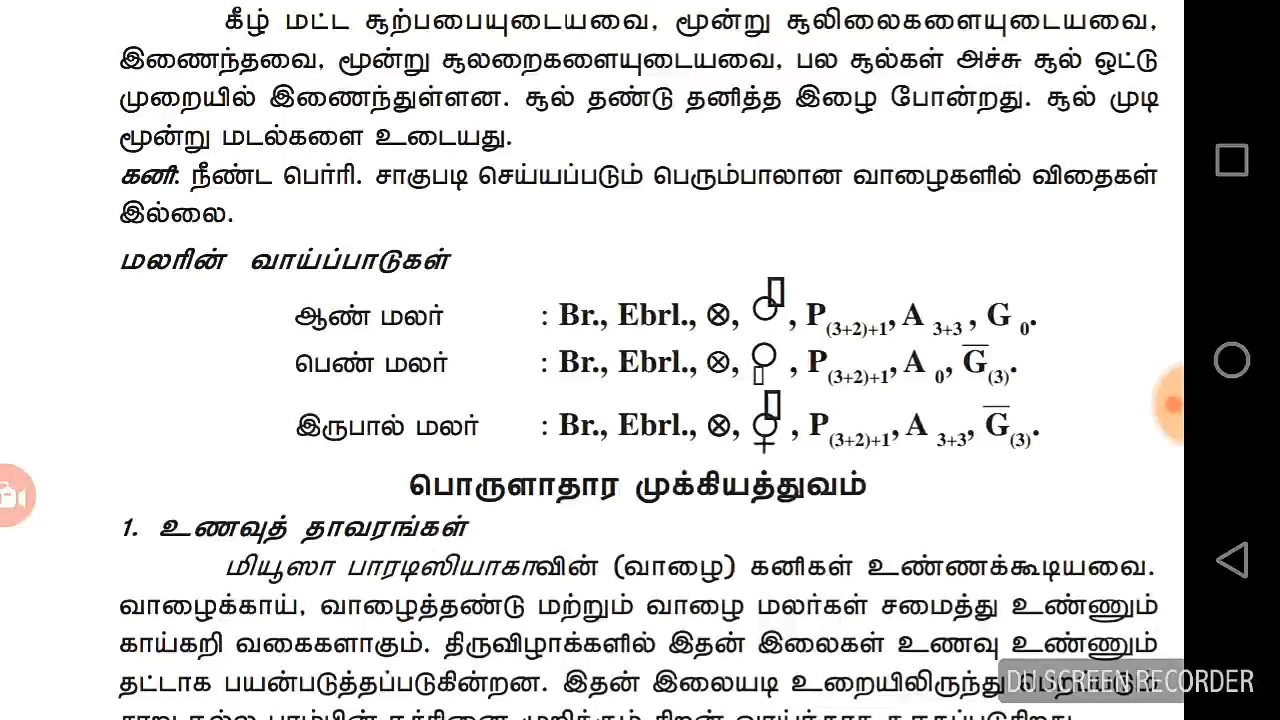 கீழ் மட்ட சூற்பபையுடையவை, மூன்று சூலிலைகளையுடையவை,
இணைந்தவை, மூன்று சூலறைகளையுடையவை, பல சூல்கள் அச்சு சூல் ஒட்டு
முறையில் இணைந்துள்ளன. சூல் தண்டு தனித்த இழை போன்றது. சூல் முடி
மூன்று மடல்களை உடையது.
கனி: நீண்ட பெர்ரி. சாகுபடி செய்யப்படும் பெரும்பாலான வாழைகளில் விதைகள்
இல்லை.
மலரின் வாய்ப்பாடுகள்
ஆண் மலர் : Br., Ebrl., ⊗, ♂, P(3+2)+1, A 3+3, G 0.
பெண் மலர் : Br., Ebrl., ⊗, ♀, P(3+2)+1, A 0, G̅(3).
இருபால் மலர் : Br., Ebrl., ⊗, ⚥, P(3+2)+1, A 3+3, G̅(3).
பொருளாதார முக்கியத்துவம்
1. உணவுத் தாவரங்கள்
மியூஸா பாரடிஸியாகாவின் (வாழை) கனிகள் உண்ணக்கூடியவை.
வாழைக்காய், வாழைத்தண்டு மற்றும் வாழை மலர்கள் சமைத்து உண்ணும்
காய்கறி வகைகளாகும். திருவிழாக்களில் இதன் இலைகள் உணவு உண்ணும்
தட்டாக பயன்படுத்தப்படுகின்றன. இதன் இலையடி உறையிலிருந்து
DU SCREEN RECORDER